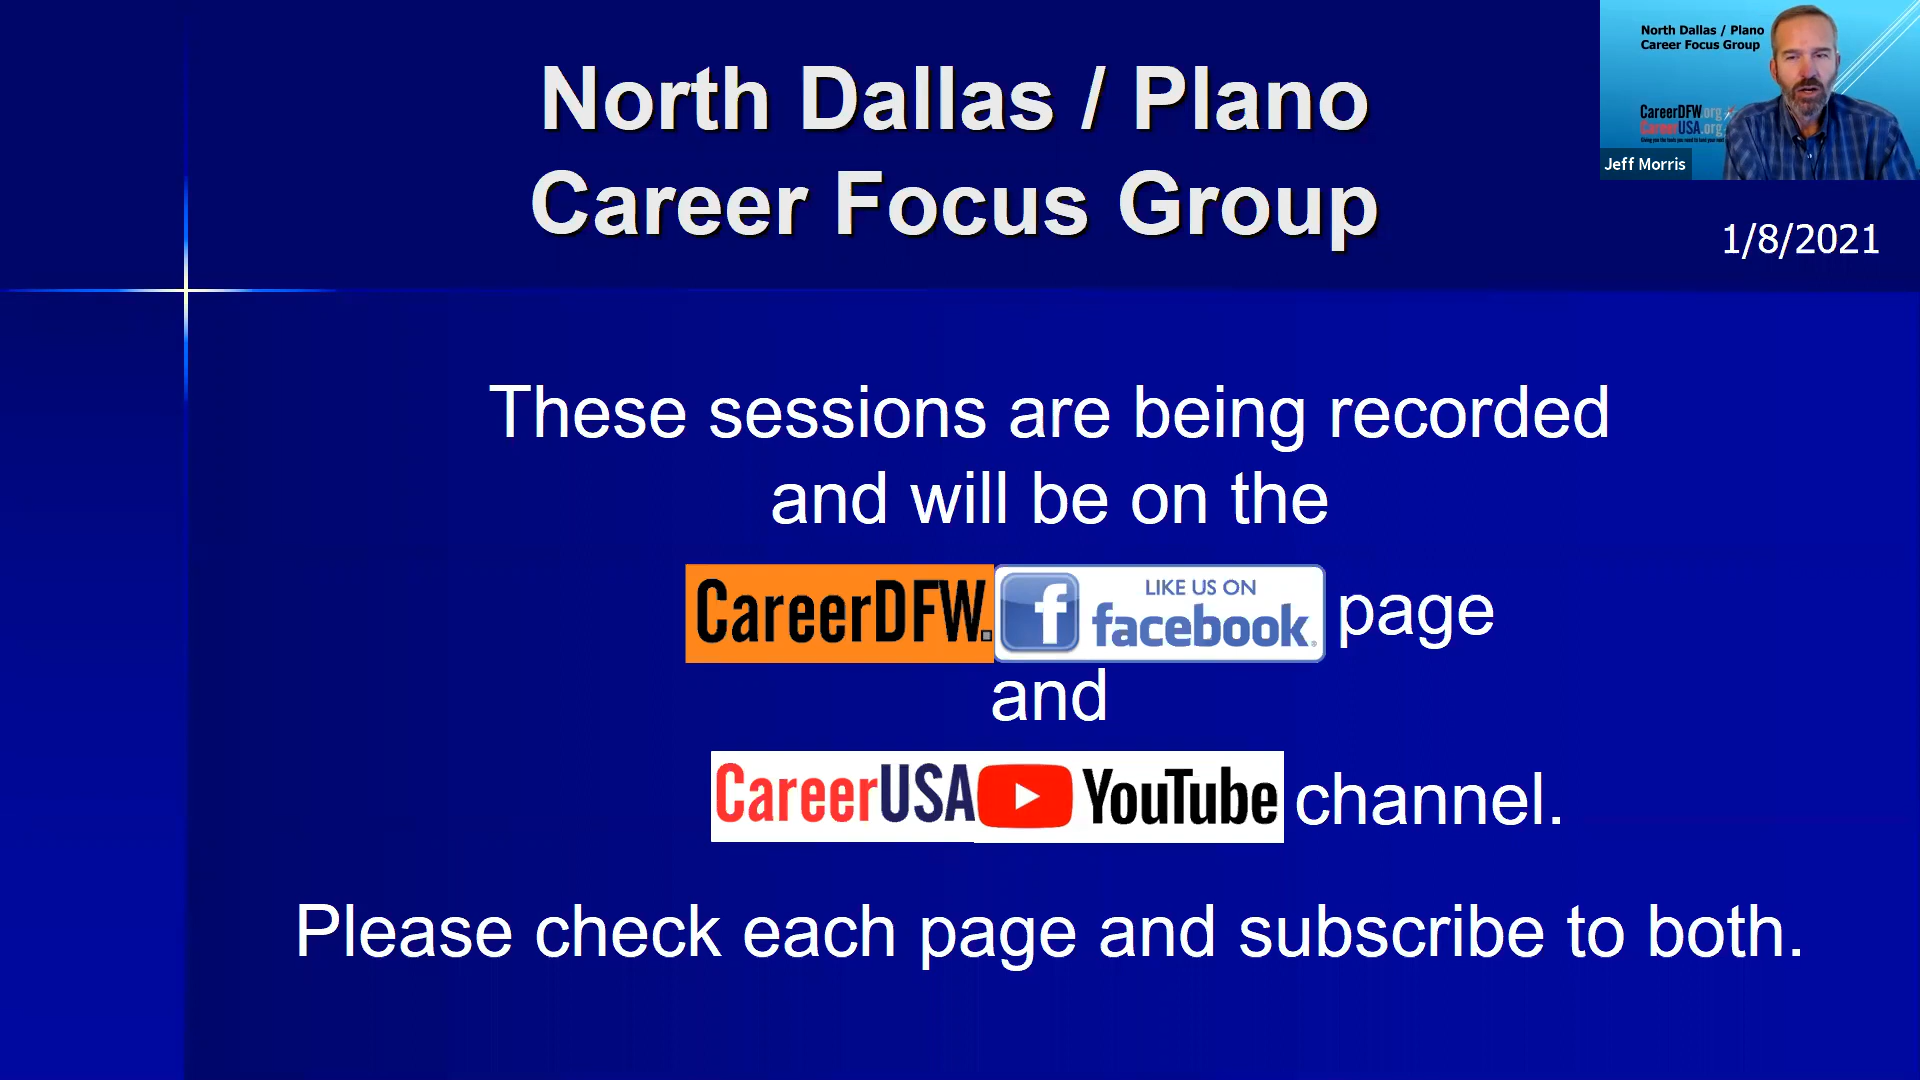 North Dallas / Plano
Career Focus Group
North Dallas / Plano
Career Focus Group
CareerDFW.org
CareerUSA.org
Jeff Morris
1/8/2021
These sessions are being recorded
and will be on the
CareerDFW. f LIKE US ON facebook. page
and
CareerUSA YouTube channel.
Please check each page and subscribe to both.